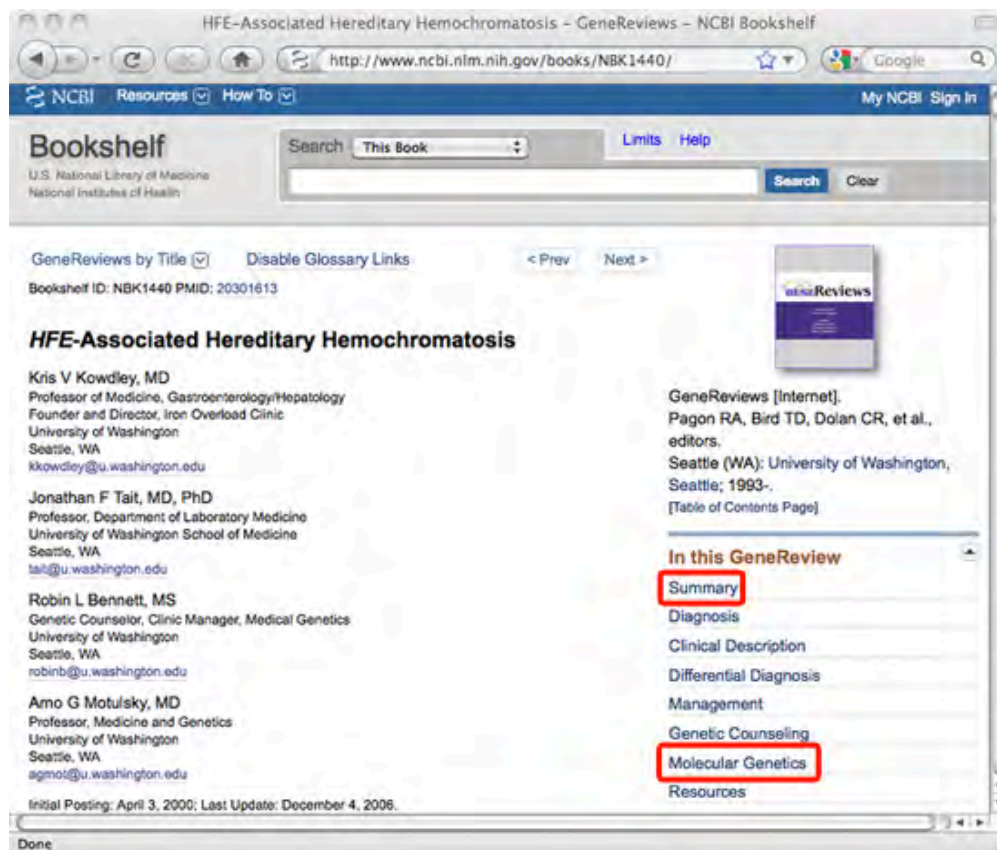 HFE-Associated Hereditary Hemochromatosis - GeneReviews - NCBI Bookshelf
http://www.ncbi.nlm.nih.gov/books/NBK1440/ Google
NCBI Resources How To My NCBI Sign In
Bookshelf
U.S. National Library of Medicine
National Institutes of Health
Search This Book Limits Help
Search Clear
GeneReviews by Title Disable Glossary Links < Prev Next >
Bookshelf ID: NBK1440 PMID: 20301613
HFE-Associated Hereditary Hemochromatosis
Kris V Kowdley, MD
Professor of Medicine, Gastroenterology/Hepatology
Founder and Director, Iron Overload Clinic
University of Washington
Seattle, WA
kkowdley@u.washington.edu
Jonathan F Tait, MD, PhD
Professor, Department of Laboratory Medicine
University of Washington School of Medicine
Seattle, WA
tait@u.washington.edu
Robin L Bennett, MS
Genetic Counselor, Clinic Manager, Medical Genetics
University of Washington
Seattle, WA
robinb@u.washington.edu
Arno G Motulsky, MD
Professor, Medicine and Genetics
University of Washington
Seattle, WA
agmot@u.washington.edu
Initial Posting: April 3, 2000; Last Update: December 4, 2006.
GeneReviews
GeneReviews [Internet].
Pagon RA, Bird TD, Dolan CR, et al.,
editors.
Seattle (WA): University of Washington,
Seattle; 1993-.
[Table of Contents Page]
In this GeneReview
Summary
Diagnosis
Clinical Description
Differential Diagnosis
Management
Genetic Counseling
Molecular Genetics
Resources
Done